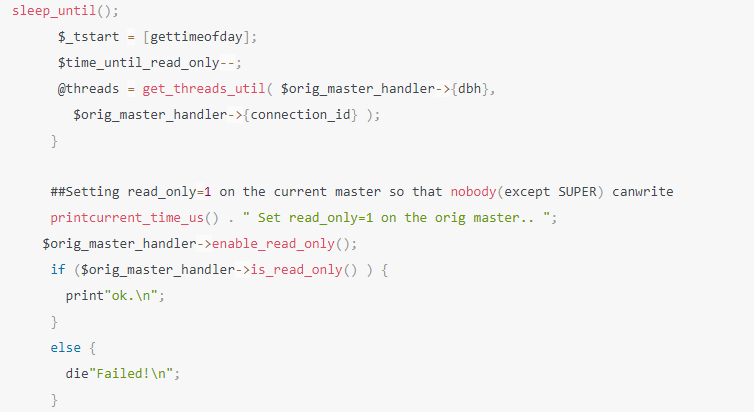 sleep_until();
$_tstart = [gettimeofday];
$time_until_read_only--;
@threads = get_threads_util( $orig_master_handler->{dbh},
$orig_master_handler->{connection_id} );
}
##Setting read_only=1 on the current master so that nobody(except SUPER) canwrite
printcurrent_time_us() . " Set read_only=1 on the orig master.. ";
$orig_master_handler->enable_read_only();
if ($orig_master_handler->is_read_only() ) {
print"ok.\n";
}
else {
die"Failed!\n";
}